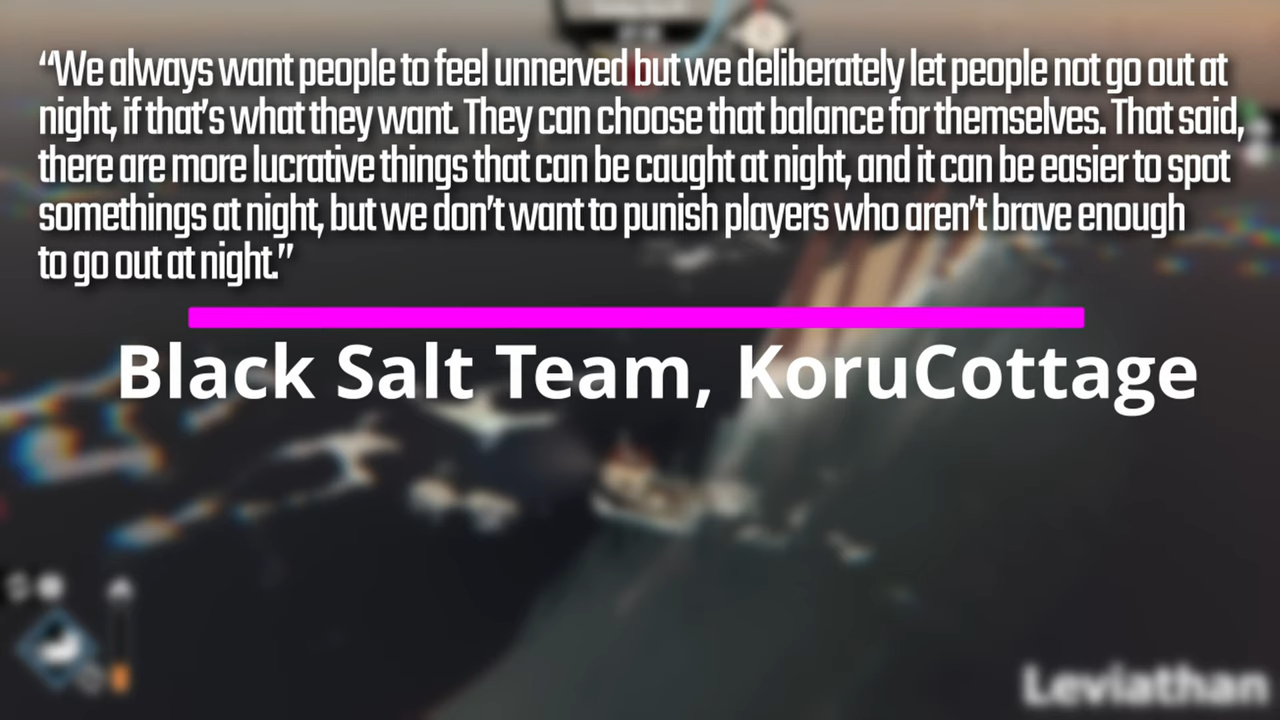 “We always want people to feel unnerved but we deliberately let people not go out at
night, if that’s what they want. They can choose that balance for themselves. That said,
there are more lucrative things that can be caught at night, and it can be easier to spot
somethings at night, but we don’t want to punish players who aren’t brave enough
to go out at night.”
Black Salt Team, KoruCottage
Leviathan